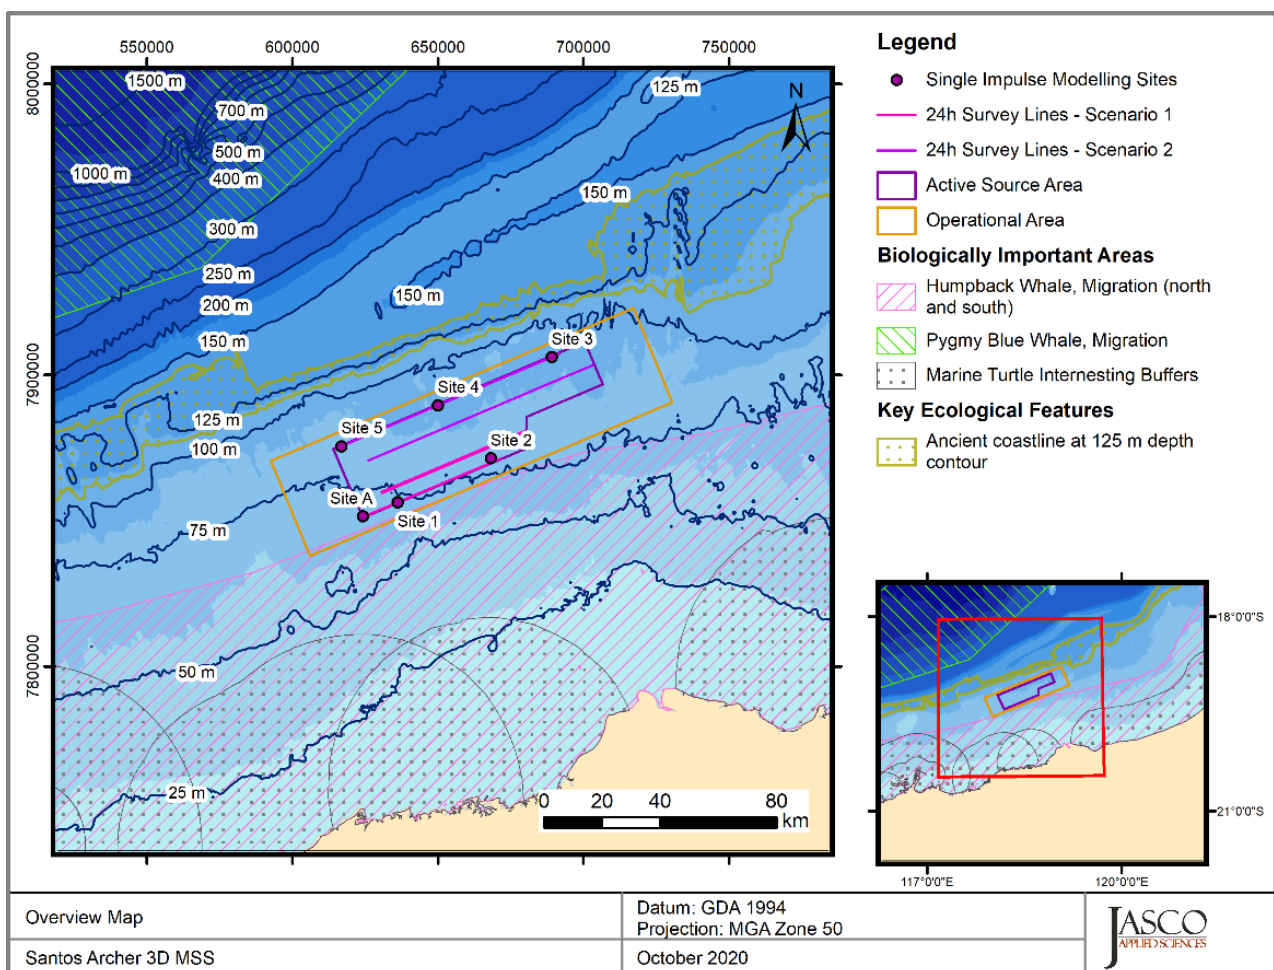 550000 600000 650000 700000 750000
8000000
7900000
7800000
1500 m
700 m
500 m
400 m
1000 m
300 m
250 m
200 m
150 m
125 m
150 m
150 m
125 m
100 m
75 m
50 m
25 m
N
Site 3
Site 4
Site 5
Site 2
Site A
Site 1
0 20 40 80
km
Legend
Single Impulse Modelling Sites
24h Survey Lines - Scenario 1
24h Survey Lines - Scenario 2
Active Source Area
Operational Area
Biologically Important Areas
Humpback Whale, Migration (north
and south)
Pygmy Blue Whale, Migration
Marine Turtle Internesting Buffers
Key Ecological Features
Ancient coastline at 125 m depth
contour
18°0'0"S
21°0'0"S
117°0'0"E 120°0'0"E
Overview Map
Datum: GDA 1994
Projection: MGA Zone 50
Santos Archer 3D MSS
October 2020
JASCO
APPLIED SCIENCES